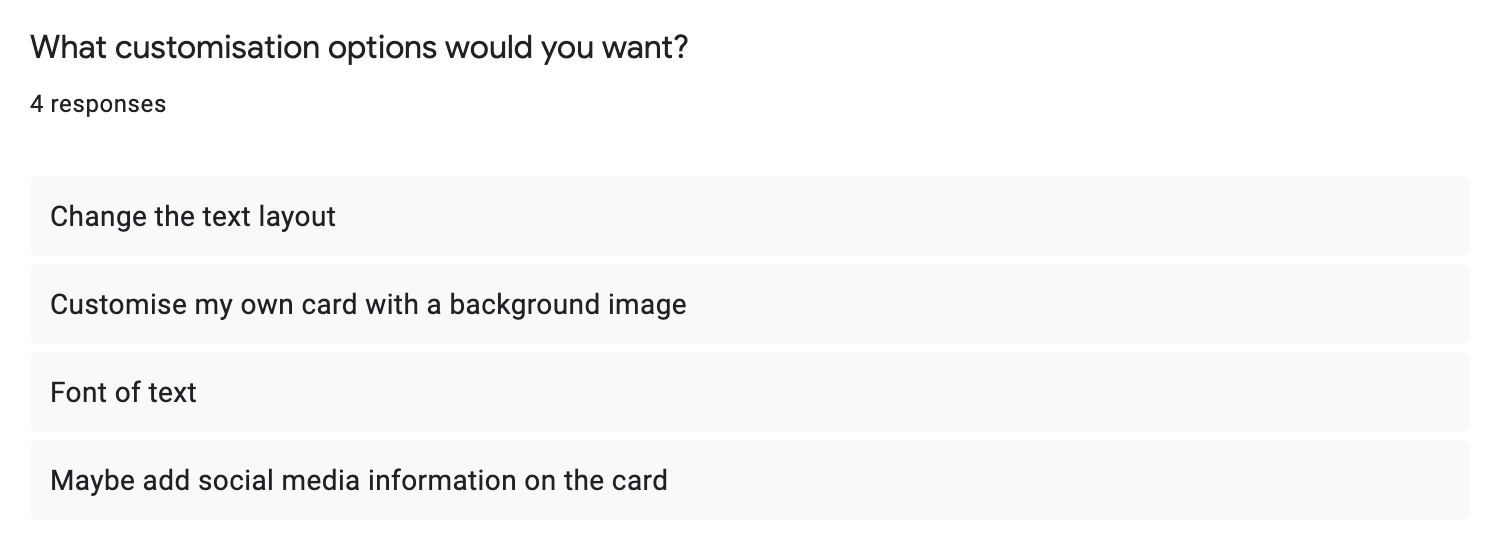 What customisation options would you want?
4 responses
Change the text layout
Customise my own card with a background image
Font of text
Maybe add social media information on the card